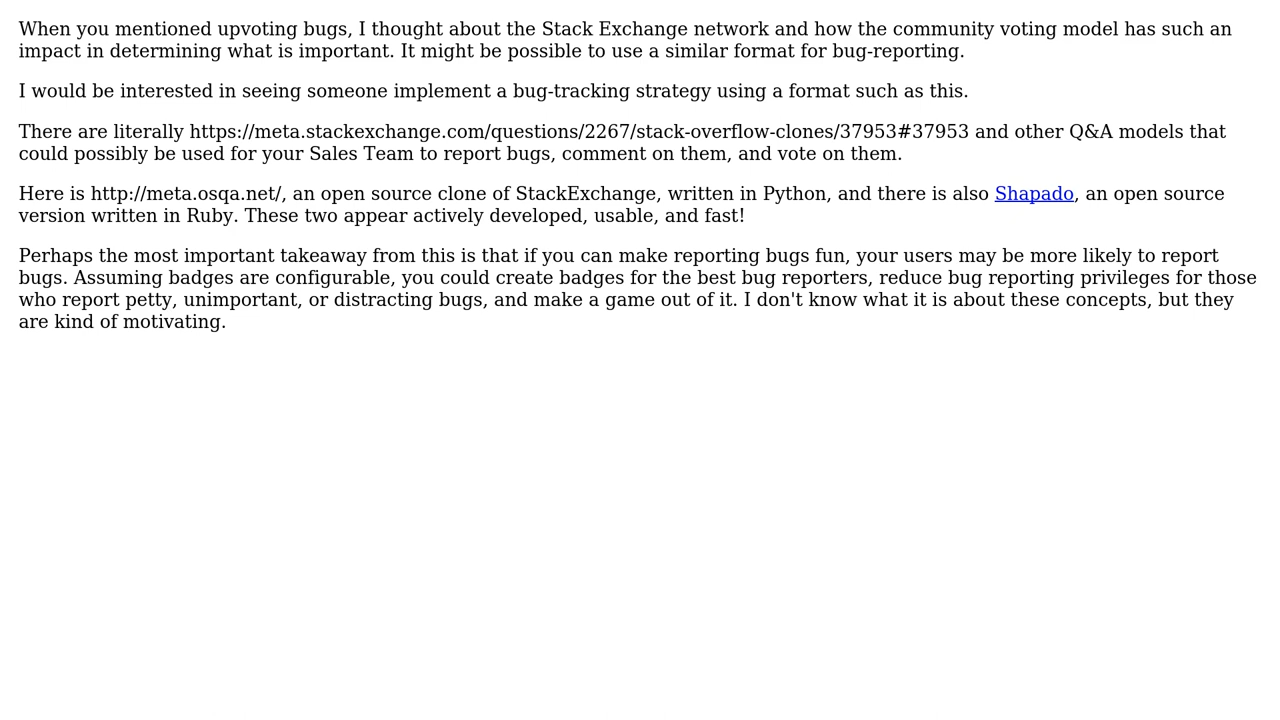 When you mentioned upvoting bugs, I thought about the Stack Exchange network and how the community voting model has such an
impact in determining what is important. It might be possible to use a similar format for bug-reporting.
I would be interested in seeing someone implement a bug-tracking strategy using a format such as this.
There are literally https://meta.stackexchange.com/questions/2267/stack-overflow-clones/37953#37953 and other Q&A models that
could possibly be used for your Sales Team to report bugs, comment on them, and vote on them.
Here is http://meta.osqa.net/, an open source clone of StackExchange, written in Python, and there is also Shapado, an open source
version written in Ruby. These two appear actively developed, usable, and fast!
Perhaps the most important takeaway from this is that if you can make reporting bugs fun, your users may be more likely to report
bugs. Assuming badges are configurable, you could create badges for the best bug reporters, reduce bug reporting privileges for those
who report petty, unimportant, or distracting bugs, and make a game out of it. I don't know what it is about these concepts, but they
are kind of motivating.